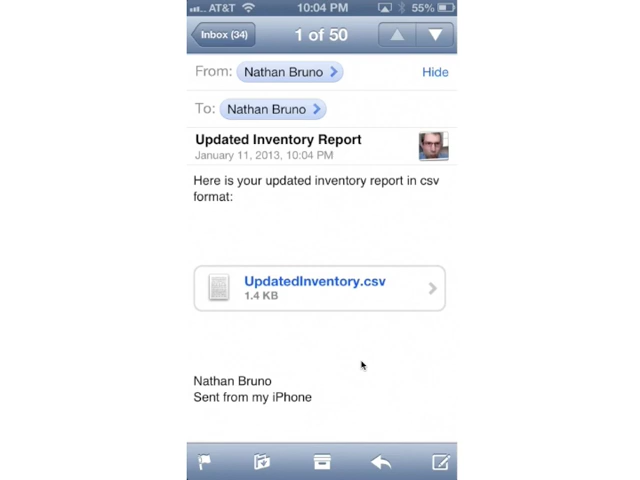 AT&T 10:04 PM 55%
Inbox (34) 1 of 50
From: Nathan Bruno Hide
To: Nathan Bruno
Updated Inventory Report
January 11, 2013, 10:04 PM
Here is your updated inventory report in csv
format:
UpdatedInventory.csv
1.4 KB
Nathan Bruno
Sent from my iPhone